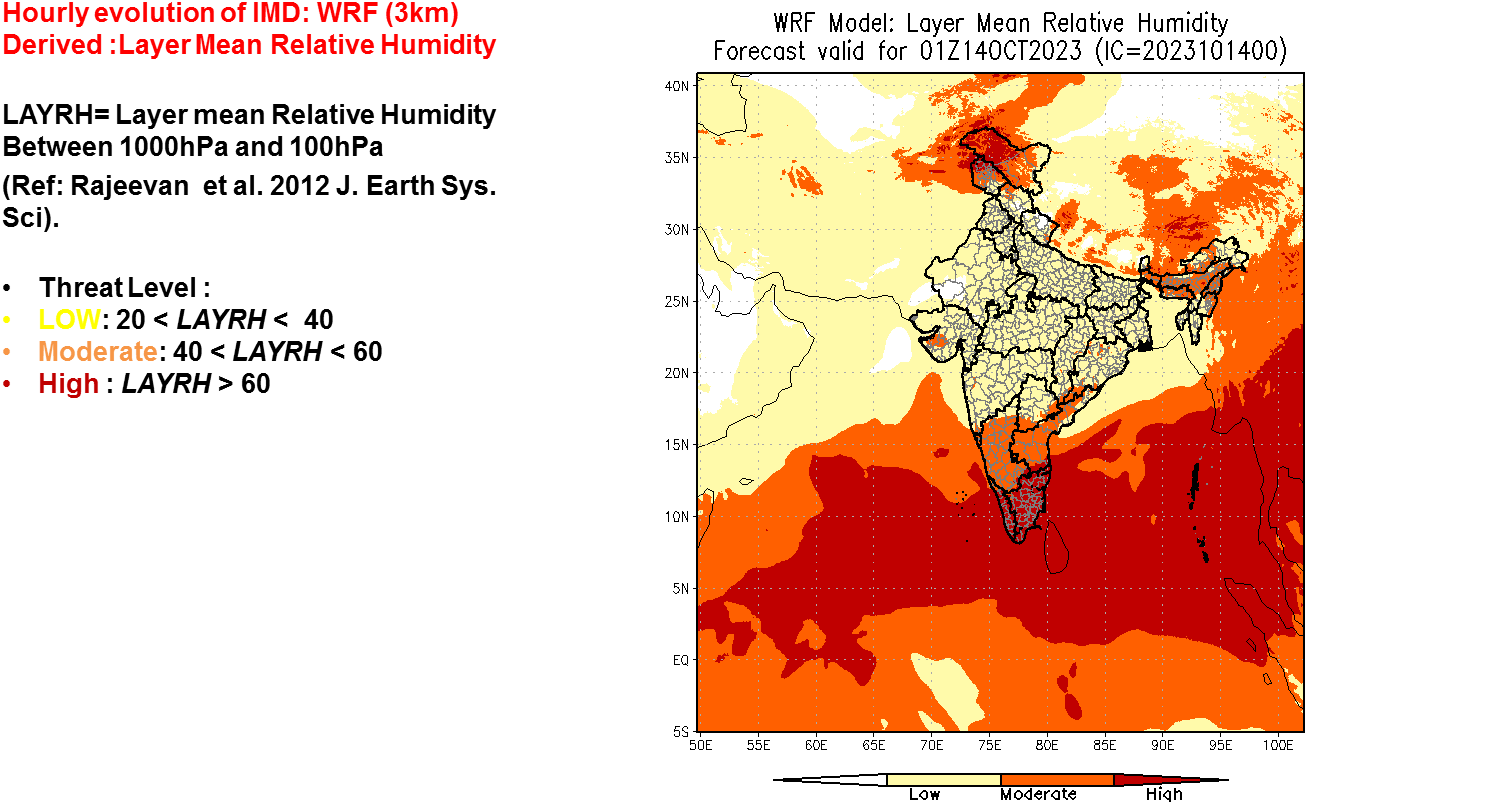 Hourly evolution of IMD: WRF (3km)
Derived :Layer Mean Relative Humidity
LAYRH= Layer mean Relative Humidity
Between 1000hPa and 100hPa
(Ref: Rajeevan et al. 2012 J. Earth Sys.
Sci).
• Threat Level :
• LOW: 20 < LAYRH < 40
• Moderate: 40 < LAYRH < 60
• High : LAYRH > 60
WRF Model: Layer Mean Relative Humidity
Forecast valid for 01Z14OCT2023 (IC=2023101400)
40N
35N
30N
25N
20N
15N
10N
5N
EQ
5S
50E 55E 60E 65E 70E 75E 80E 85E 90E 95E 100E
Low Moderate High